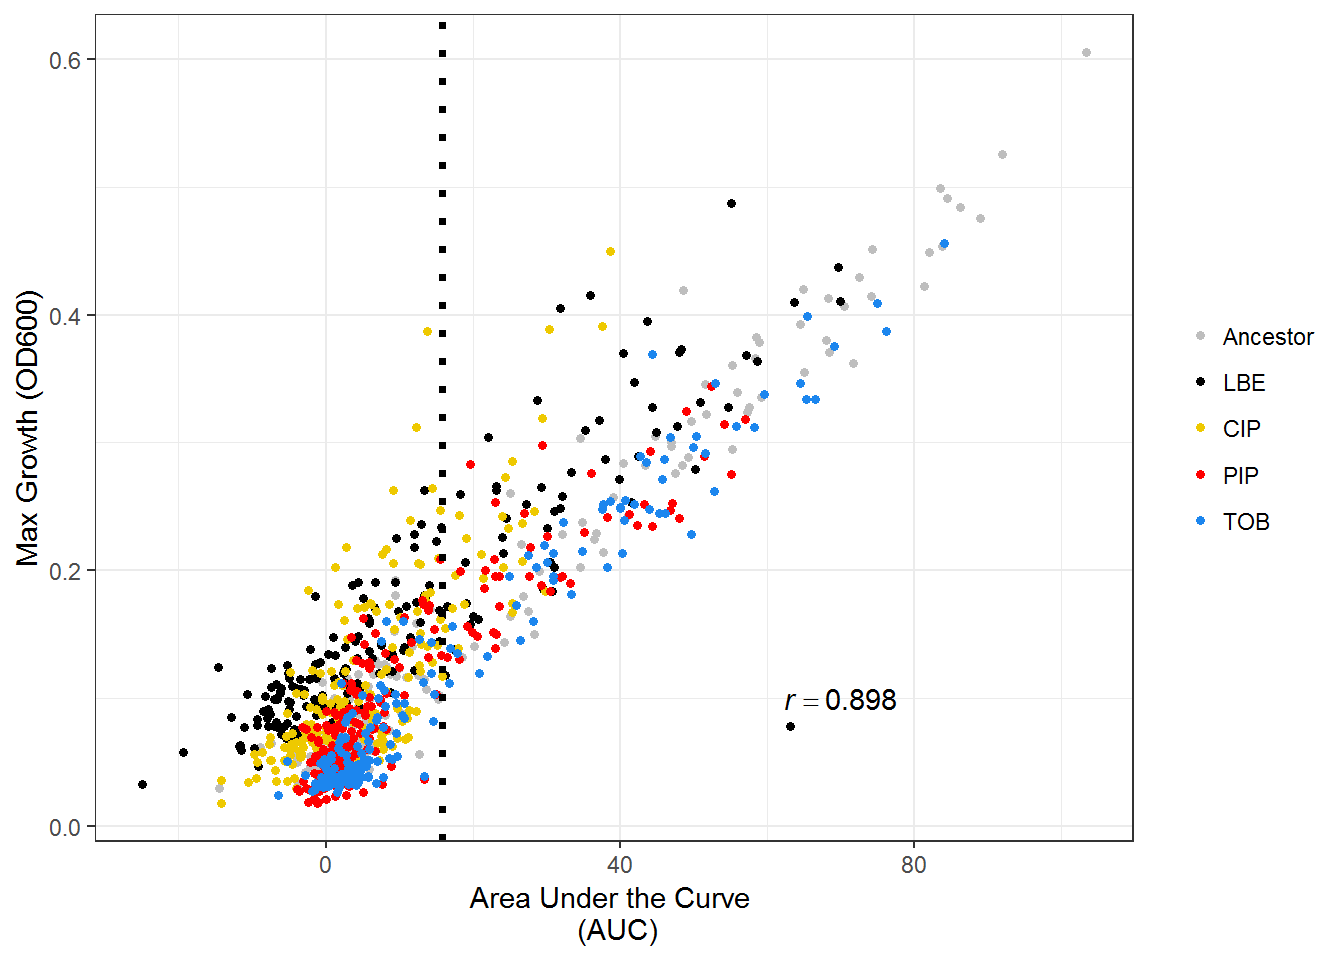 0.6
0.4
0.2
0.0
Max Growth (OD600)
r = 0.898
0
40
80
Area Under the Curve
(AUC)
Ancestor
LBE
CIP
PIP
TOB